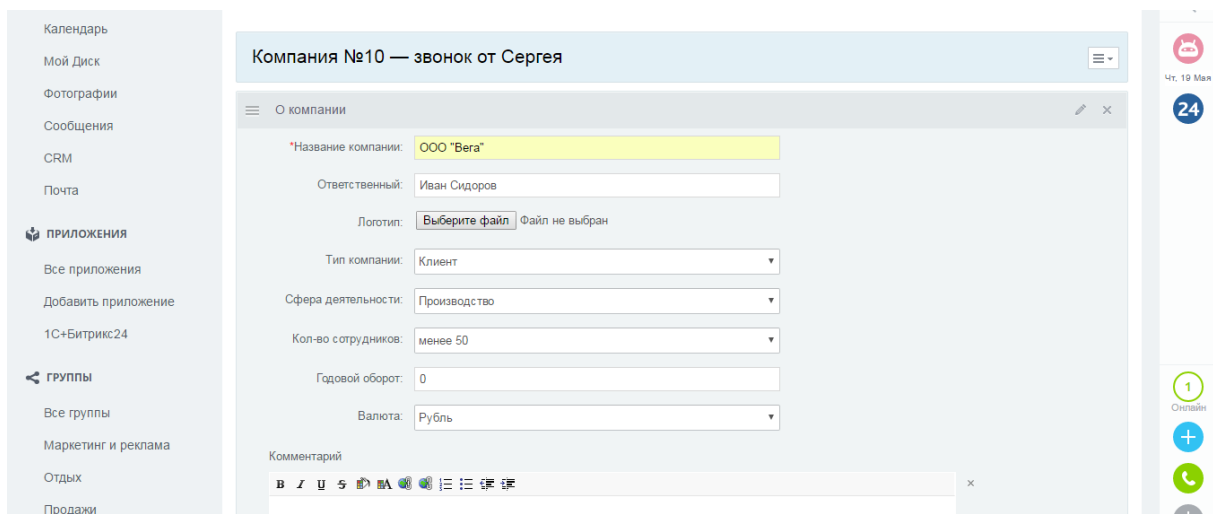 Календарь
Мой Диск
Фотографии
Сообщения
CRM
Почта
ПРИЛОЖЕНИЯ
Все приложения
Добавить приложение
1С+Битрикс24
ГРУППЫ
Все группы
Маркетинг и реклама
Отдых
Продажи
Компания №10 — звонок от Сергея
О компании
*Название компании: ООО "Вега"
Ответственный: Иван Сидоров
Логотип: Выберите файл Файл не выбран
Тип компании: Клиент
Сфера деятельности: Производство
Кол-во сотрудников: менее 50
Годовой оборот: 0
Валюта: Рубль
Комментарий
B I U S
Чт, 19 Мая
24
1
Онлайн